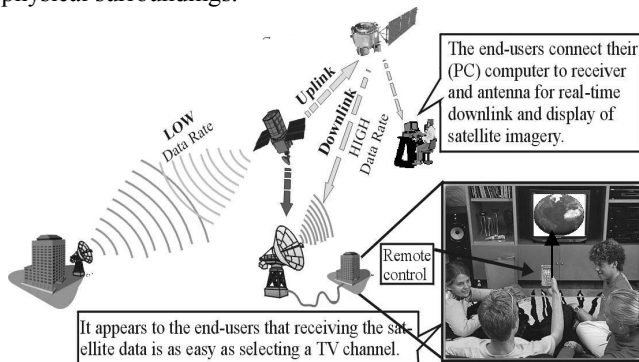 physical surroundings.
The end-users connect their
(PC) computer to receiver
and antenna for real-time
downlink and display of
satellite imagery.
Uplink
Downlink
HIGH
Data Rate
LOW
Data Rate
Remote
control
It appears to the end-users that receiving the sat-
ellite data is as easy as selecting a TV channel.